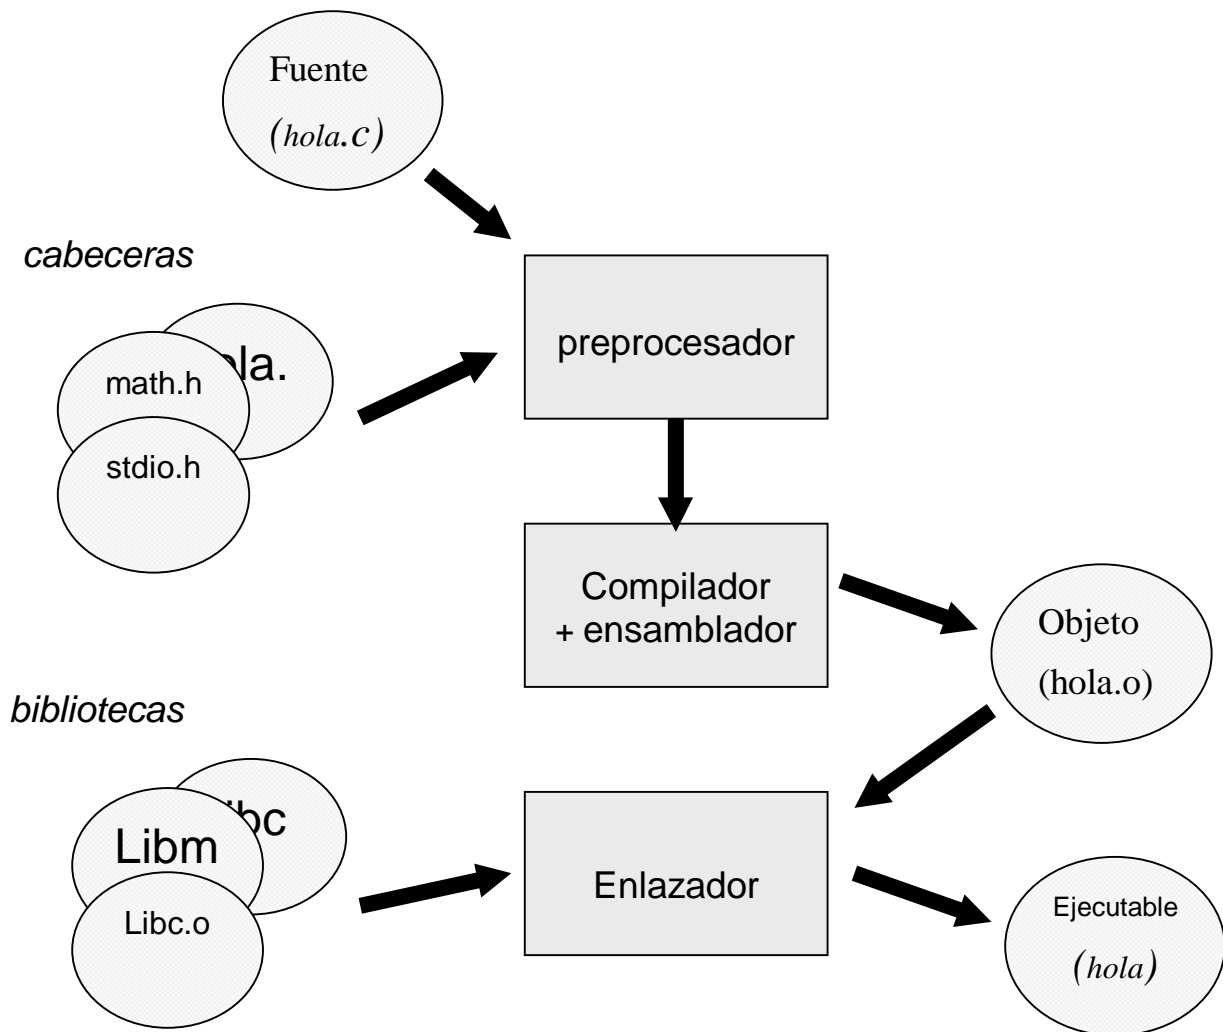 Fuente
(hola.c)
cabeceras
math.h
stdio.h
preprocesador
Compilador
+ ensamblador
Objeto
(hola.o)
bibliotecas
Libm
Libc.o
Enlazador
Ejecutable
(hola)